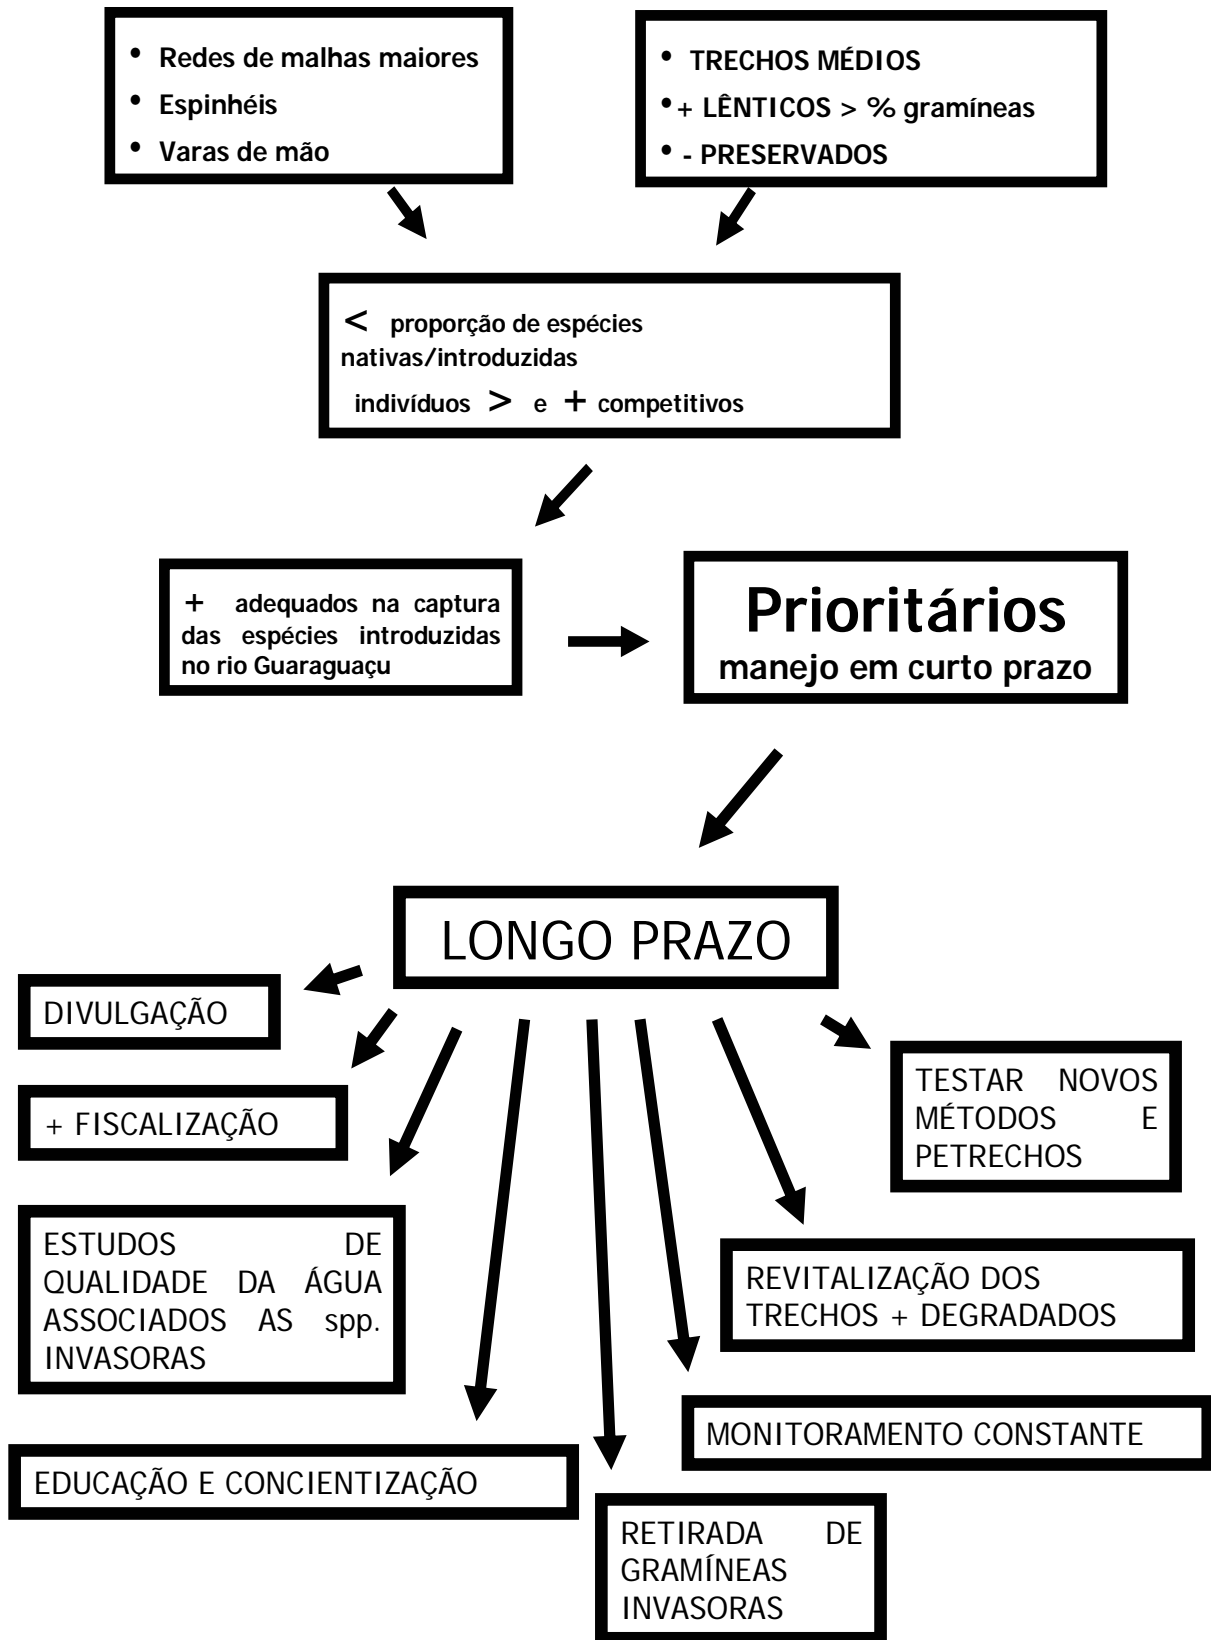 • Redes de malhas maiores
• Espinhéis
• Varas de mão
• TRECHOS MÉDIOS
• + LÊNTICOS > % gramíneas
• - PRESERVADOS
< proporção de espécies
nativas/introduzidas
indivíduos > e + competitivos
+ adequados na captura
das espécies introduzidas
no rio Guaraguaçu
Prioritários
manejo em curto prazo
LONGO PRAZO
DIVULGAÇÃO
+ FISCALIZAÇÃO
ESTUDOS DE
QUALIDADE DA ÁGUA
ASSOCIADOS AS spp.
INVASORAS
EDUCAÇÃO E CONCIENTIZAÇÃO
RETIRADA DE
GRAMÍNEAS
INVASORAS
MONITORAMENTO CONSTANTE
REVITALIZAÇÃO DOS
TRECHOS + DEGRADADOS
TESTAR NOVOS
MÉTODOS E
PETRECHOS